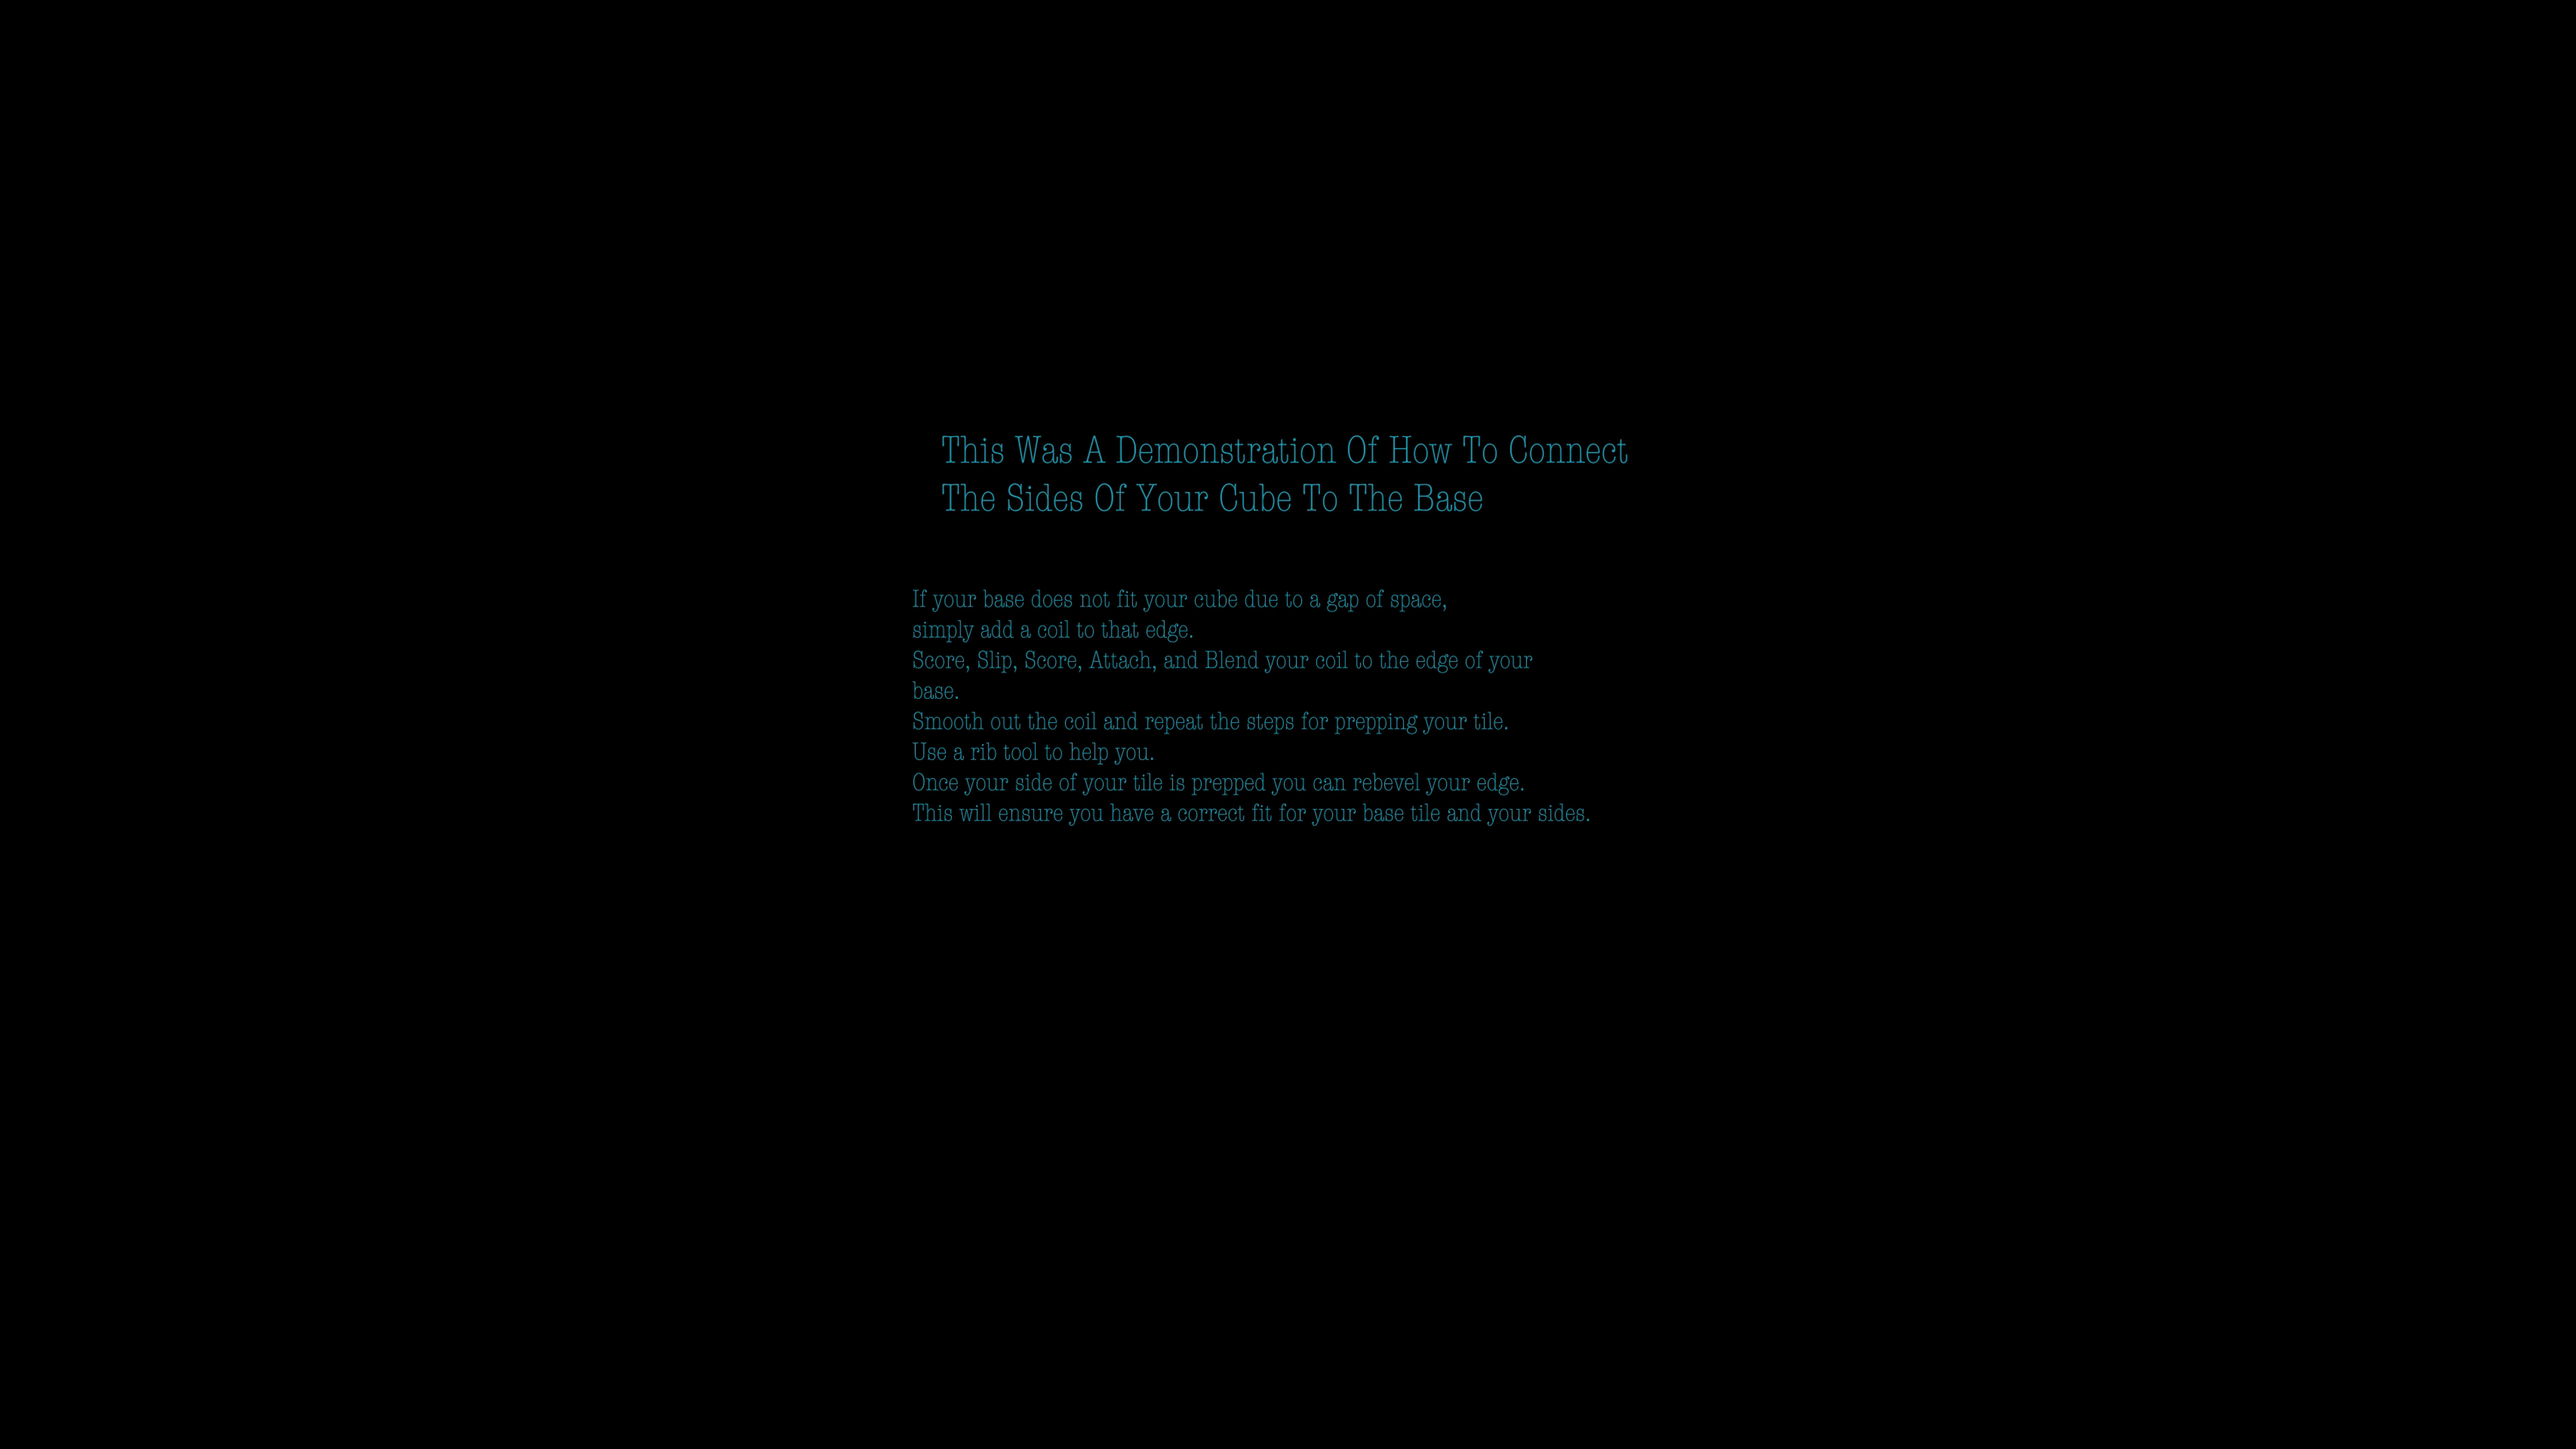 This Was A Demonstration Of How To Connect
The Sides Of Your Cube To The Base
If your base does not fit your cube due to a gap of space,
simply add a coil to that edge.
Score, Slip, Score, Attach, and Blend your coil to the edge of your
base.
Smooth out the coil and repeat the steps for prepping your tile.
Use a rib tool to help you.
Once your side of your tile is prepped you can rebevel your edge.
This will ensure you have a correct fit for your base tile and your sides.